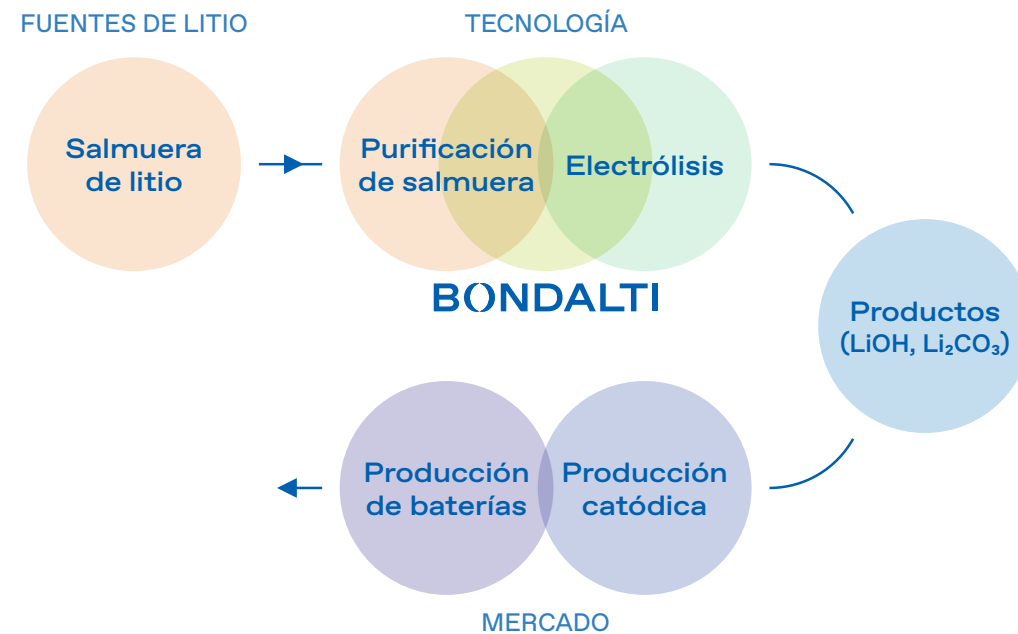 FUENTES DE LITIO
TECNOLOGÍA
Salmuera
de litio
Purificación
de salmuera
Electrólisis
BONDALTI
Productos
(LiOH, Li₂CO₃)
Producción
de baterías
Producción
catódica
MERCADO